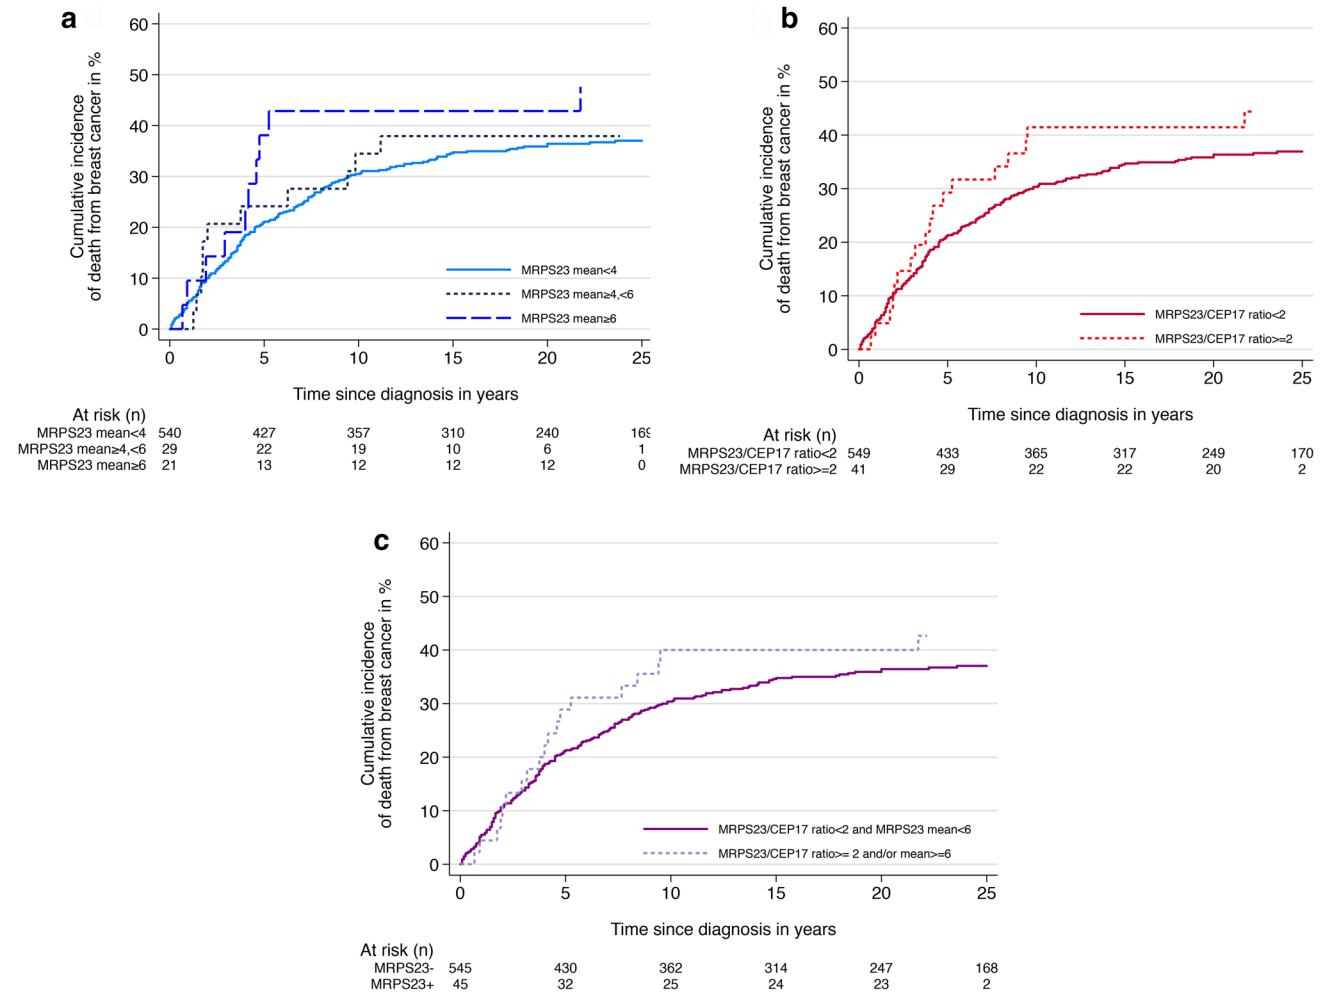 a
Cumulative incidence
of death from breast cancer in %
60
50
40
30
20
10
0
MRPS23 mean<4
MRPS23 mean≥4,<6
MRPS23 mean≥6
0 5 10 15 20 25
Time since diagnosis in years
At risk (n)
MRPS23 mean<4 540 427 357 310 240 169
MRPS23 mean≥4,<6 29 22 19 10 6 1
MRPS23 mean≥6 21 13 12 12 12 0
b
Cumulative incidence
of death from breast cancer in %
60
50
40
30
20
10
0
MRPS23/CEP17 ratio<2
MRPS23/CEP17 ratio>=2
0 5 10 15 20 25
Time since diagnosis in years
At risk (n)
MRPS23/CEP17 ratio<2 549 433 365 317 249 170
MRPS23/CEP17 ratio>=2 41 29 22 22 20 2
c
Cumulative incidence
of death from breast cancer in %
60
50
40
30
20
10
0
MRPS23/CEP17 ratio<2 and MRPS23 mean<6
MRPS23/CEP17 ratio>= 2 and/or mean>=6
0 5 10 15 20 25
Time since diagnosis in years
At risk (n)
MRPS23- 545 430 362 314 247 168
MRPS23+ 45 32 25 24 23 2